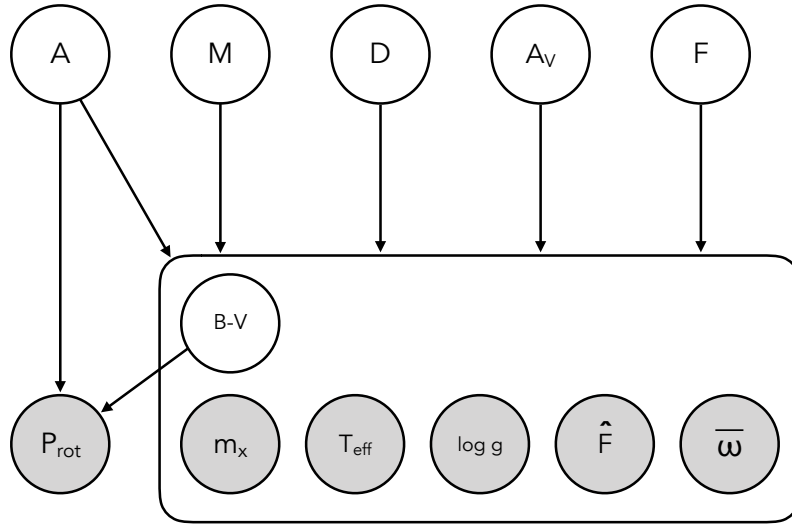 A M D A_V F
B-V
P_rot m_x T_eff log g F̂ ω̅